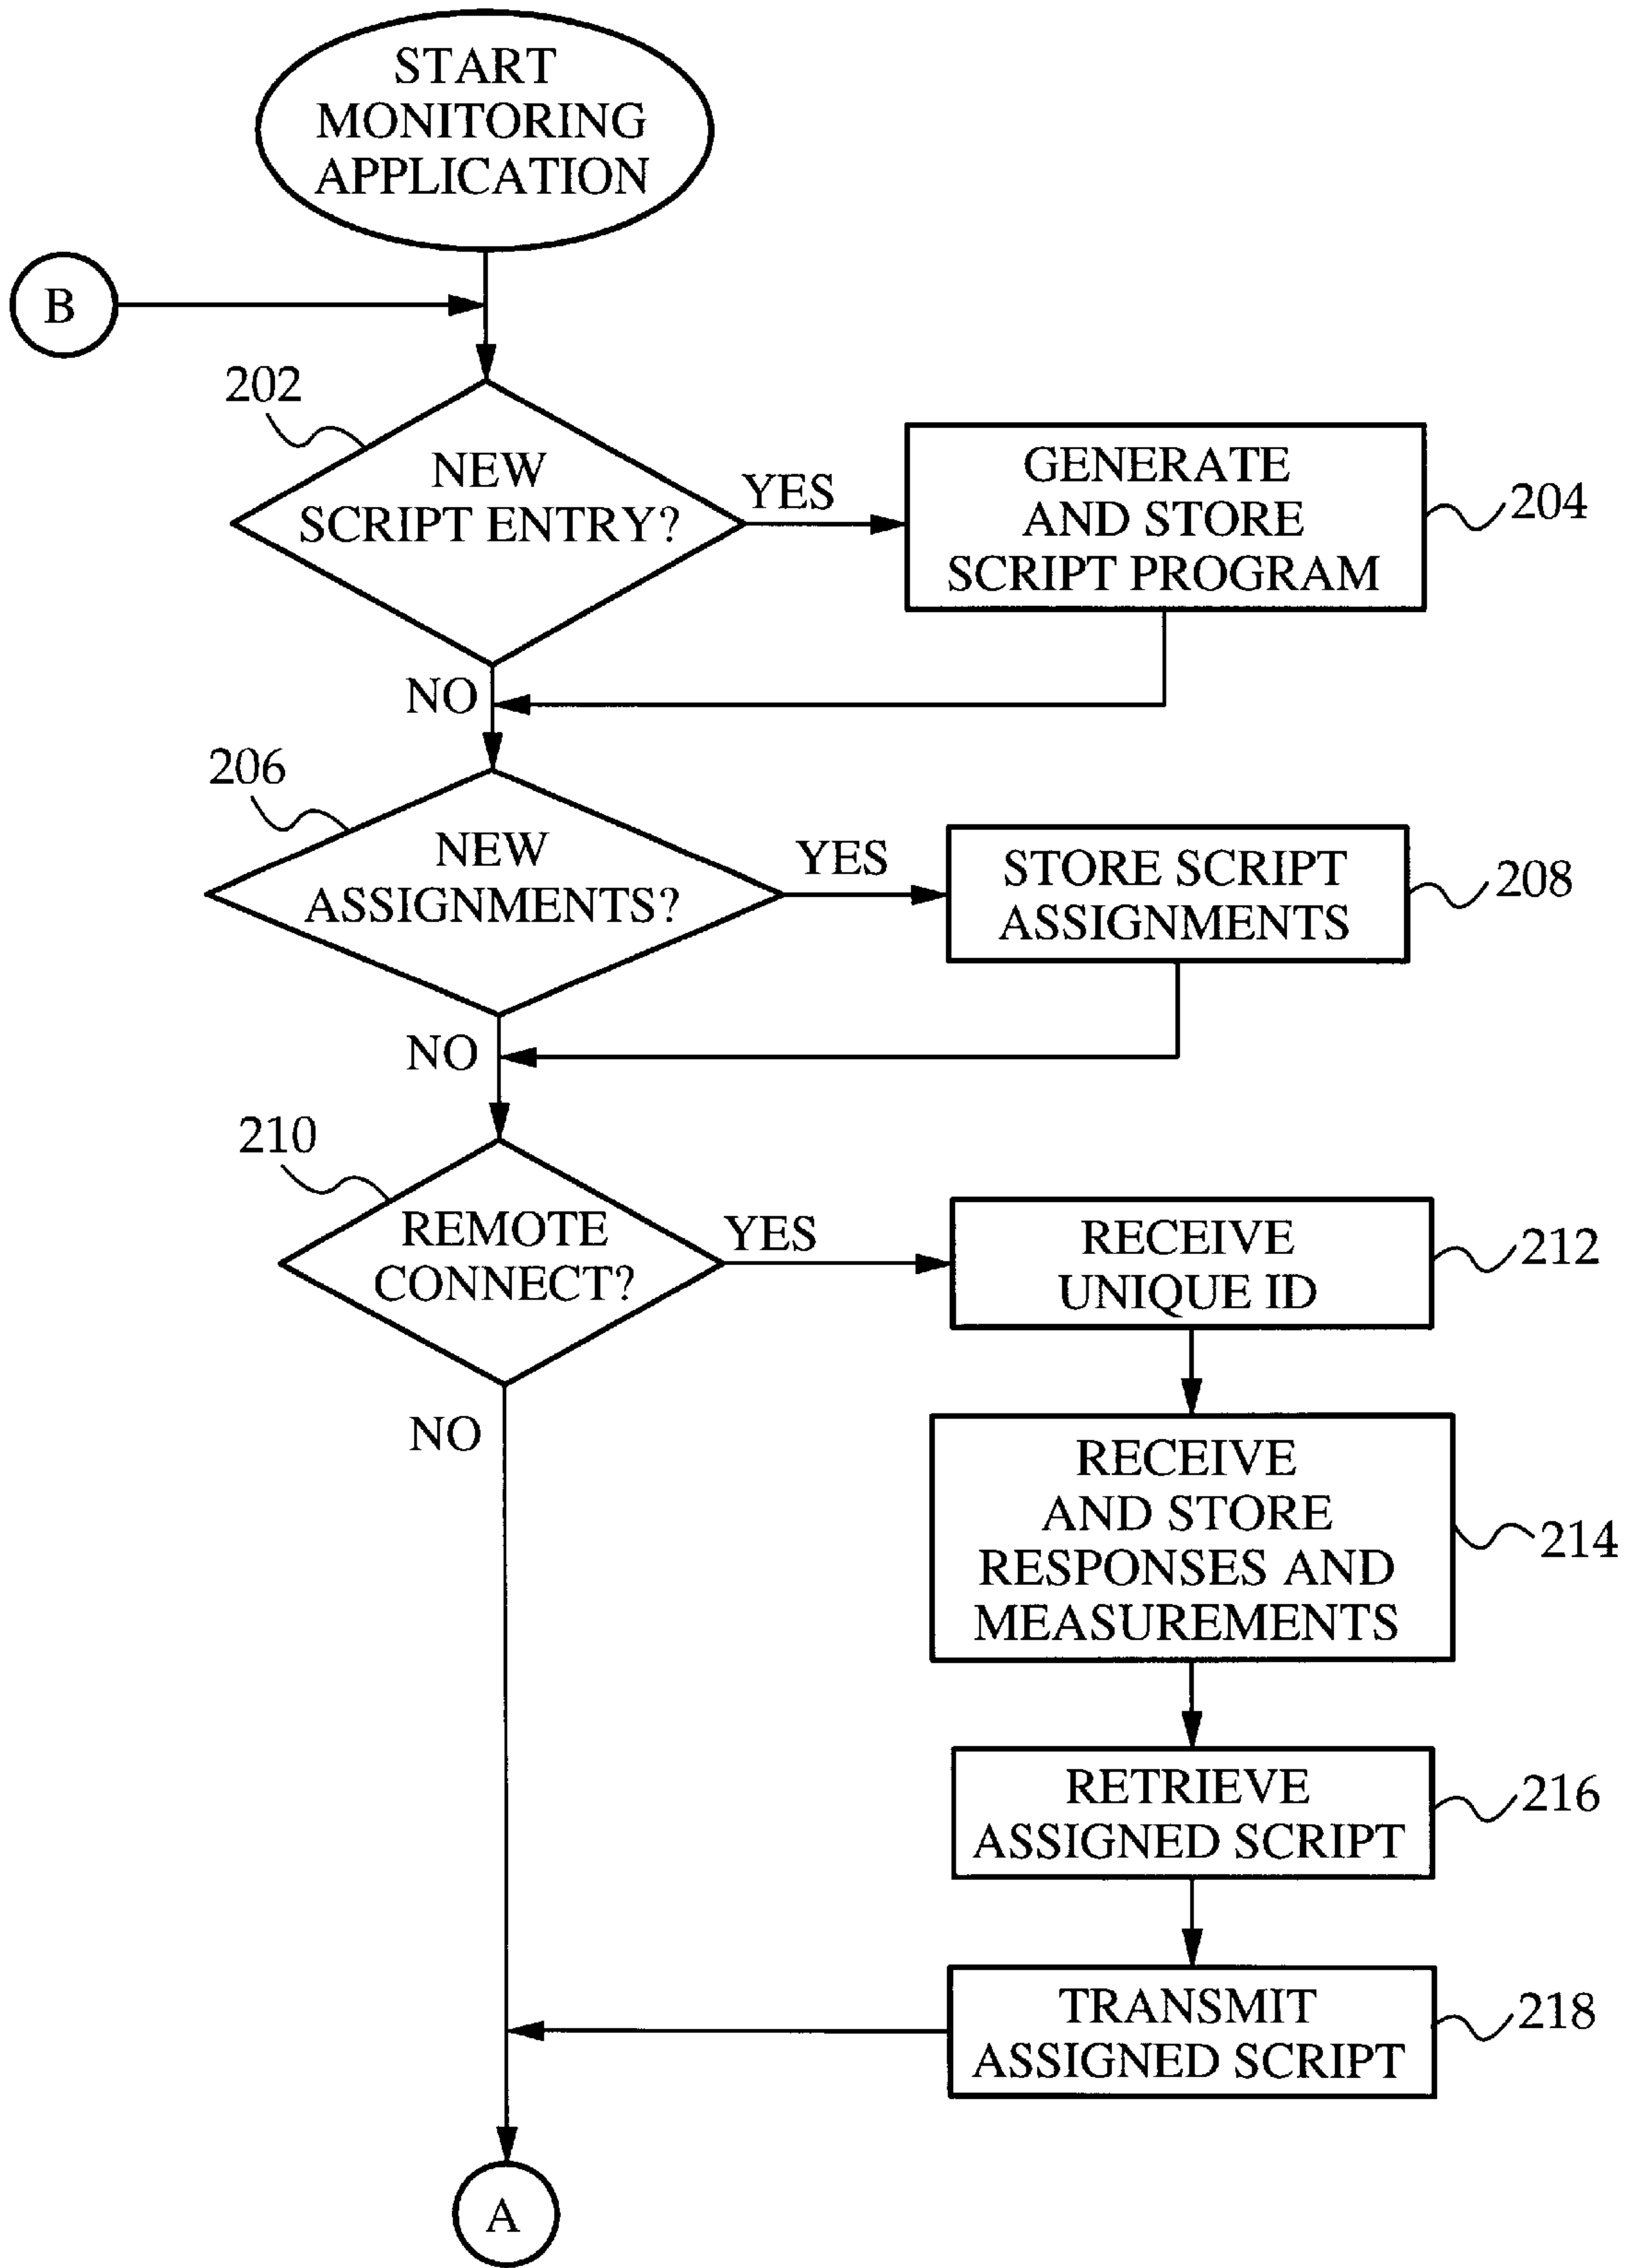 START
MONITORING
APPLICATION
B
202
NEW
SCRIPT ENTRY?
YES
GENERATE
AND STORE
SCRIPT PROGRAM
204
NO
206
NEW
ASSIGNMENTS?
YES
STORE SCRIPT
ASSIGNMENTS
208
NO
210
REMOTE
CONNECT?
YES
RECEIVE
UNIQUE ID
212
NO
RECEIVE
AND STORE
RESPONSES AND
MEASUREMENTS
214
RETRIEVE
ASSIGNED SCRIPT
216
TRANSMIT
ASSIGNED SCRIPT
218
A